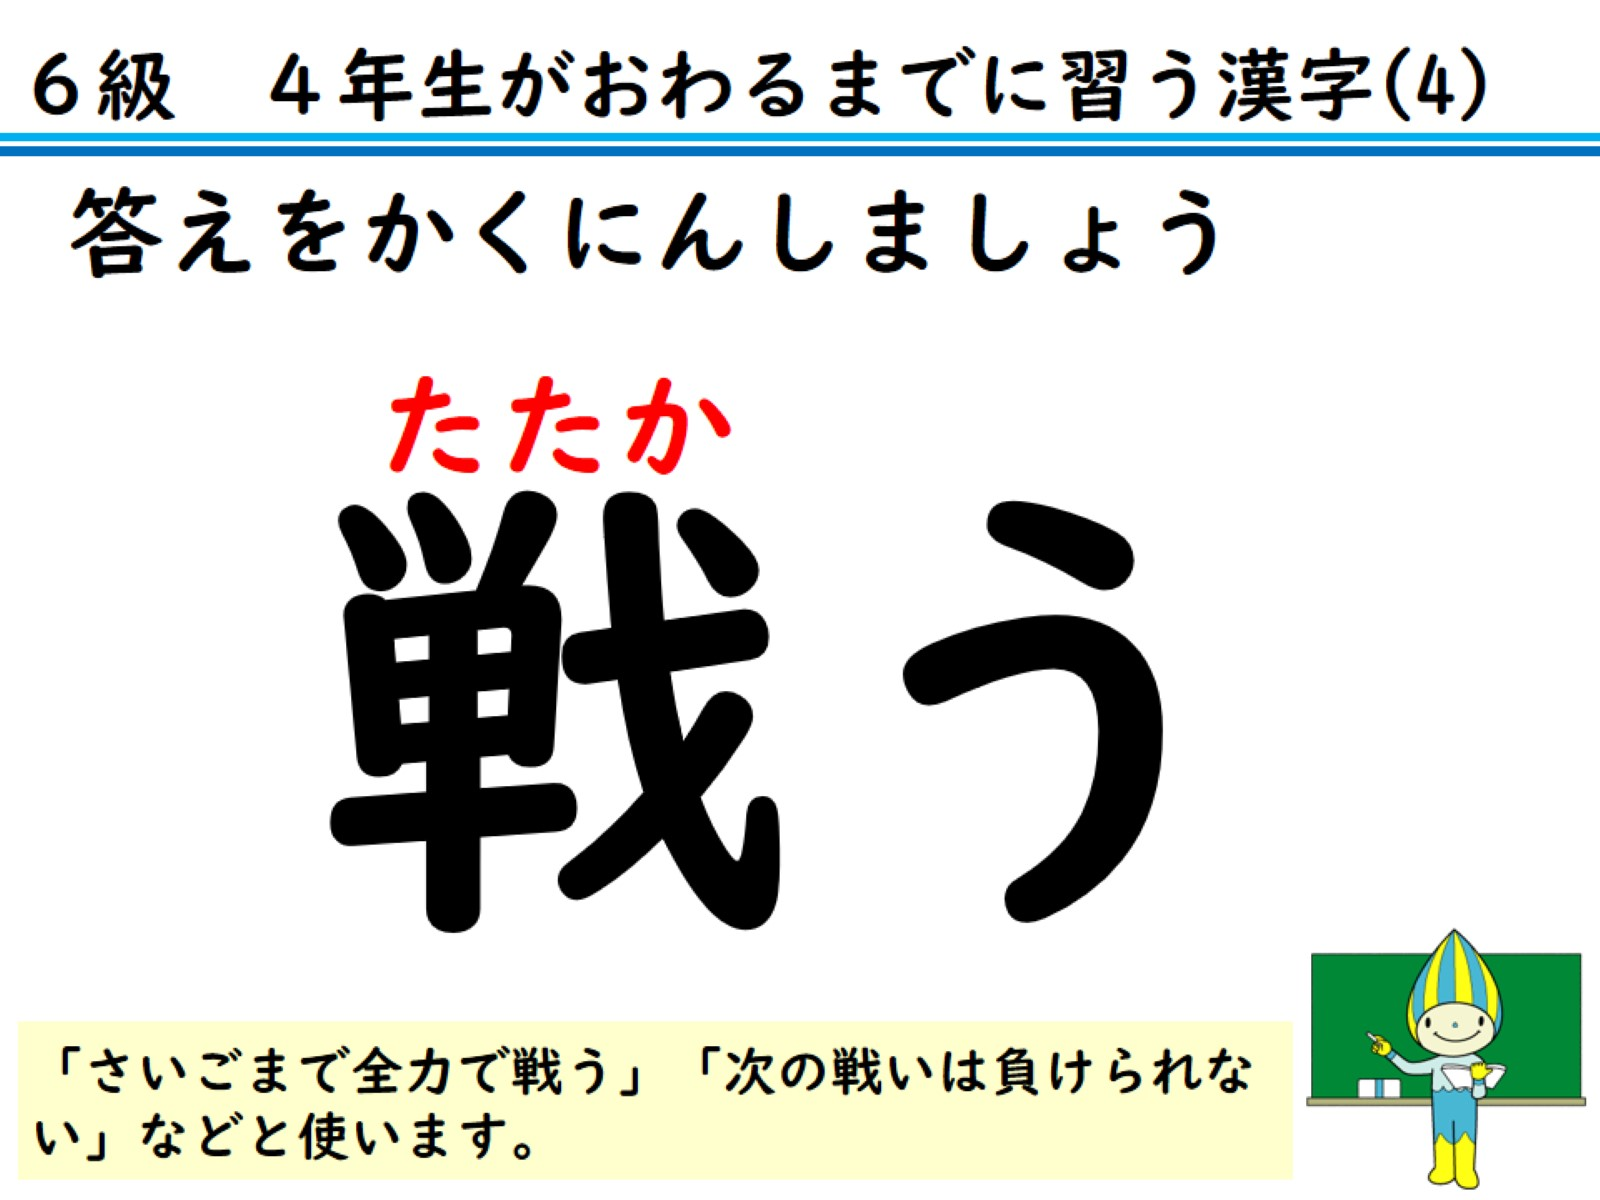 ６級　４年生がおわるまでに習う漢字(4)
答えをかくにんしましょう
たたか
戦う
「さいごまで全力で戦う」「次の戦いは負けられな
い」などと使います。